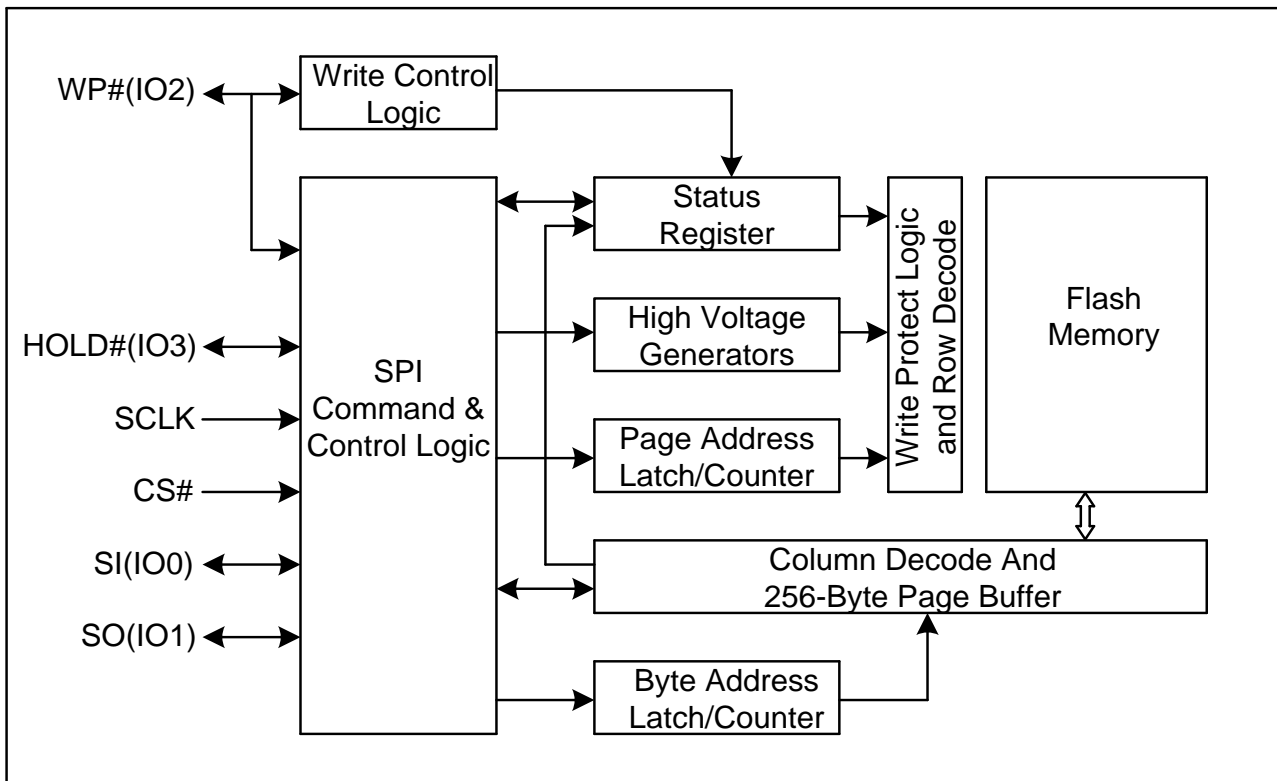 WP#(IO2)
Write Control
Logic
Status
Register
Write Protect Logic
and Row Decode
Flash
Memory
High Voltage
Generators
HOLD#(IO3)
SPI
Command &
Control Logic
SCLK
Page Address
Latch/Counter
CS#
SI(IO0)
Column Decode And
256-Byte Page Buffer
SO(IO1)
Byte Address
Latch/Counter